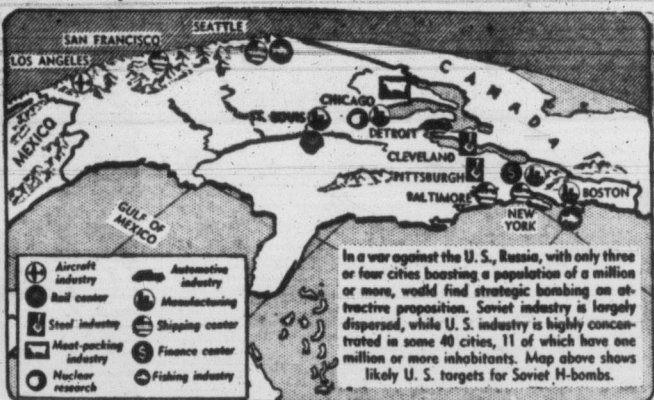 SEATTLE
SAN FRANCISCO
LOS ANGELES
CANADA
CHICAGO
ST. LOUIS
DETROIT
MEXICO
CLEVELAND
PITTSBURGH
BALTIMORE
BOSTON
NEW
YORK
GULF OF
MEXICO
Aircraft
industry
Automotive
industry
Rail center
Manufacturing
Steel industry
Shipping center
Meat-packing
industry
Finance center
Nuclear
research
Fishing industry
In a war against the U. S., Russia, with only three
or four cities boasting a population of a million
or more, would find strategic bombing an at-
tractive proposition. Soviet industry is largely
dispersed, while U. S. industry is highly concen-
trated in some 40 cities, 11 of which have one
million or more inhabitants. Map above shows
likely U. S. targets for Soviet H-bombs.